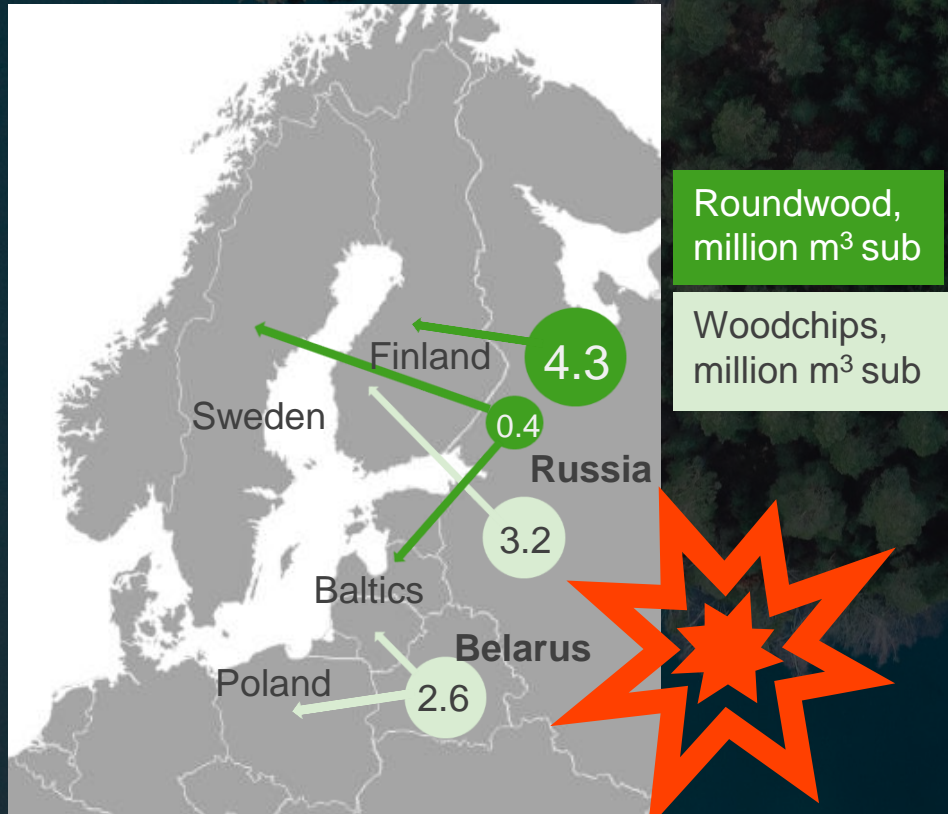 Roundwood,
million m³ sub
Woodchips,
million m³ sub
Finland
4.3
Sweden
0.4
Russia
3.2
Baltics
Belarus
Poland
2.6